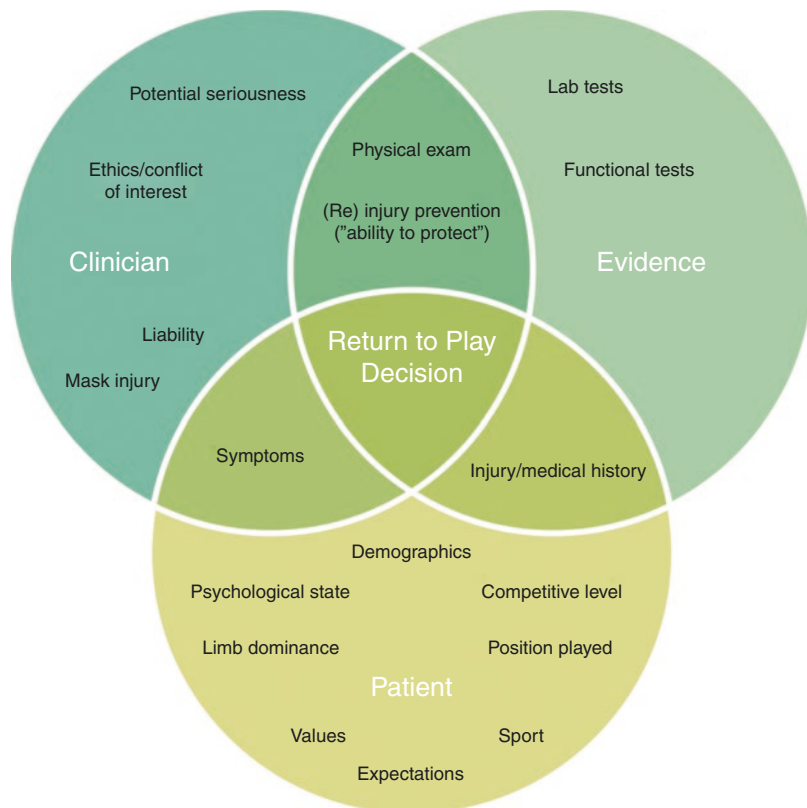 Potential seriousness
Lab tests
Physical exam
Ethics/conflict
of interest
Functional tests
(Re) injury prevention
("ability to protect")
Clinician
Evidence
Liability
Return to Play
Decision
Mask injury
Symptoms
Injury/medical history
Demographics
Psychological state
Competitive level
Limb dominance
Position played
Patient
Values
Sport
Expectations